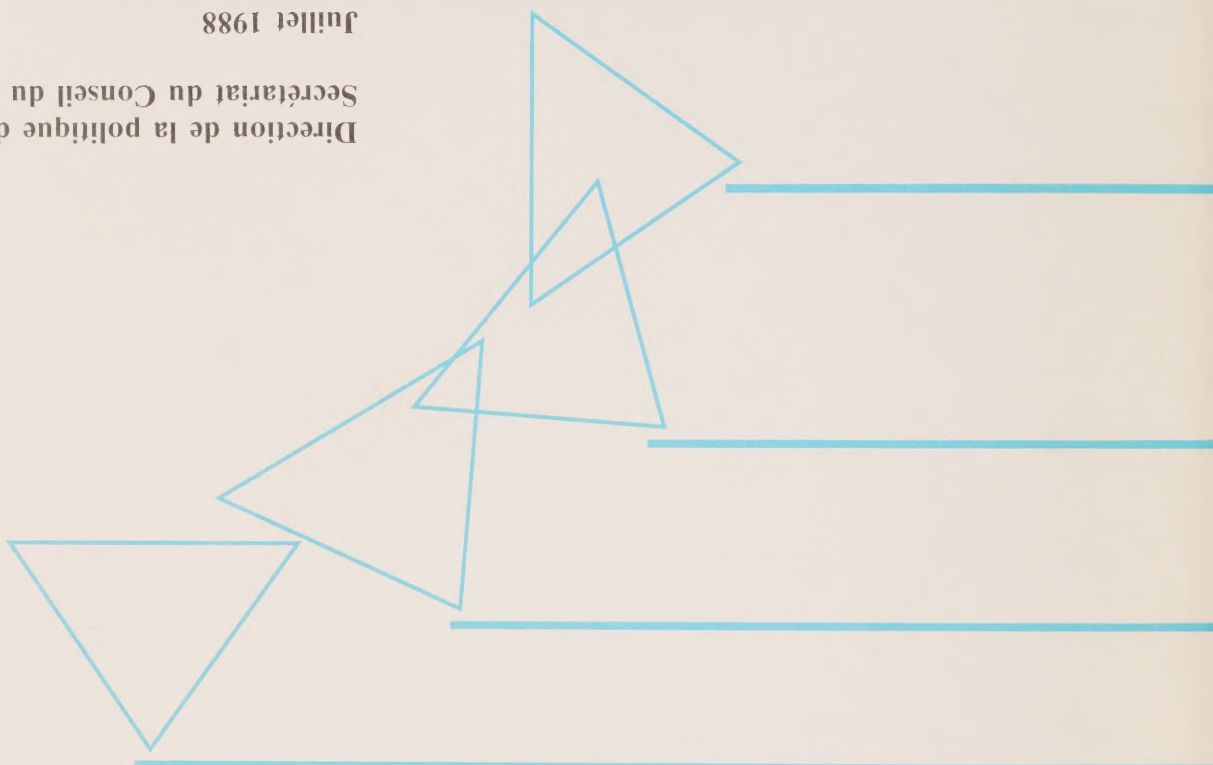 Direction de la politique d
Secrétariat du Conseil du
Juillet 1988